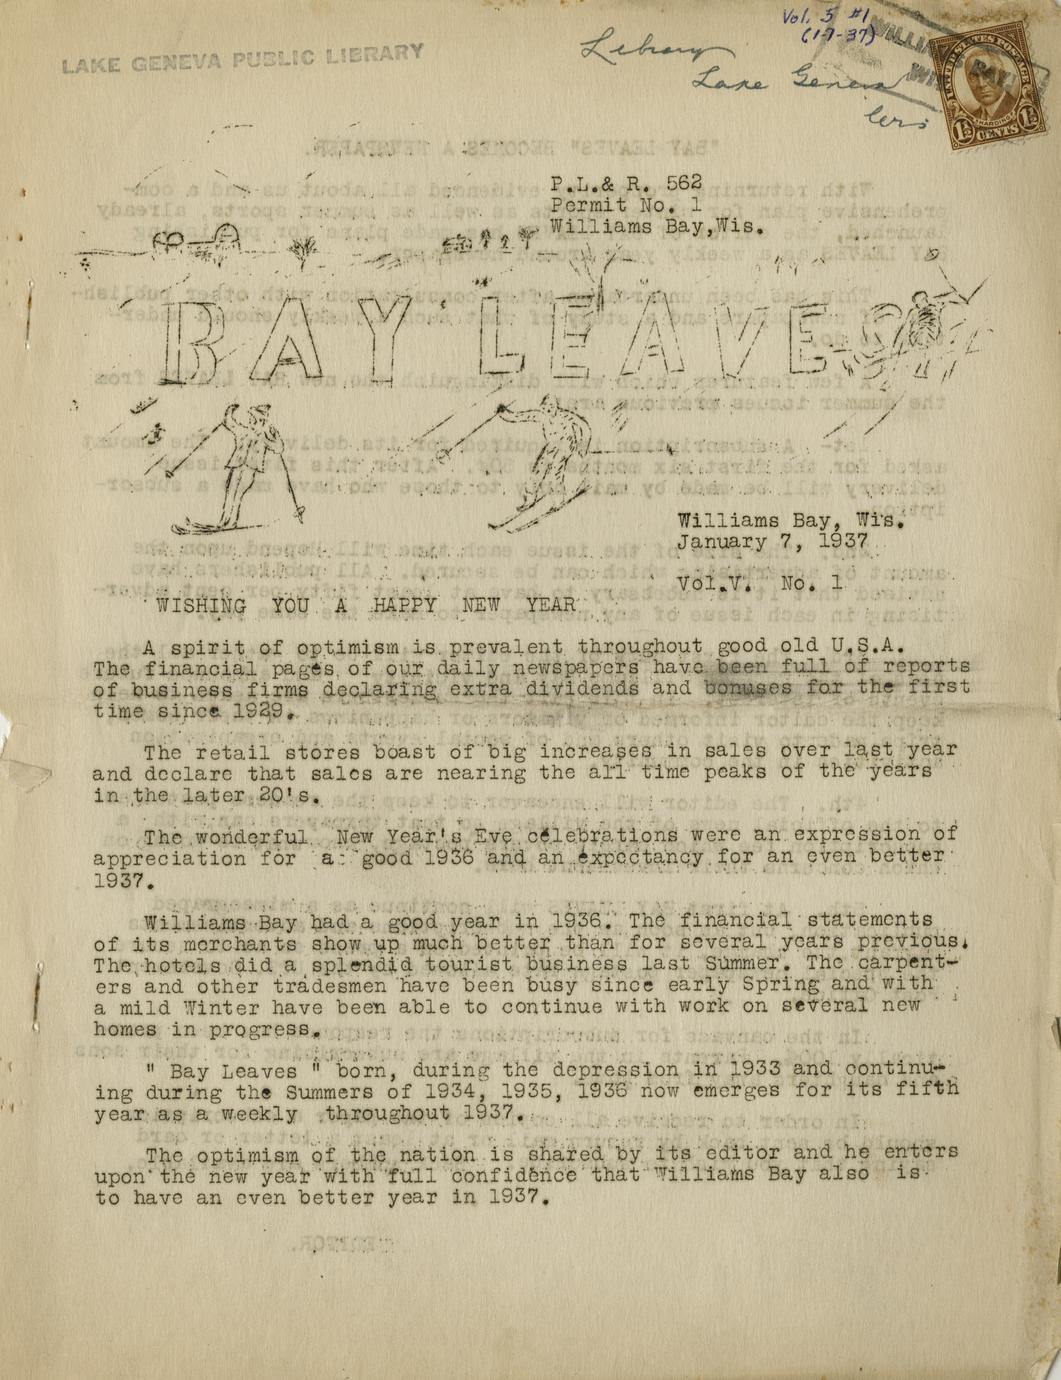 Vol. 5 #1
(1-7-37)
LAKE GENEVA PUBLIC LIBRARY
Library
Lake Geneva
UNITED STATES POSTAGE
HARDING
1½ CENTS 1½
P.L.& R. 562
Permit No. 1
Williams Bay,Wis.
BAY LEAVES
Williams Bay, Wis.
January 7, 1937
Vol.V. No. 1
WISHING YOU A HAPPY NEW YEAR
A spirit of optimism is prevalent throughout good old U.S.A.
The financial pages of our daily newspapers have been full of reports
of business firms declaring extra dividends and bonuses for the first
time since 1929.
The retail stores boast of big increases in sales over last year
and declare that sales are nearing the all time peaks of the years
in the later 20's.
The wonderful New Year's Eve celebrations were an expression of
appreciation for a good 1936 and an expectancy for an even better
1937.
Williams Bay had a good year in 1936. The financial statements
of its merchants show up much better than for several years previous.
The hotels did a splendid tourist business last Summer. The carpent-
ers and other tradesmen have been busy since early Spring and with
a mild Winter have been able to continue with work on several new
homes in progress.
" Bay Leaves " born, during the depression in 1933 and continu-
ing during the Summers of 1934, 1935, 1936 now emerges for its fifth
year as a weekly throughout 1937.
The optimism of the nation is shared by its editor and he enters
upon the new year with full confidence that Williams Bay also is
to have an even better year in 1937.